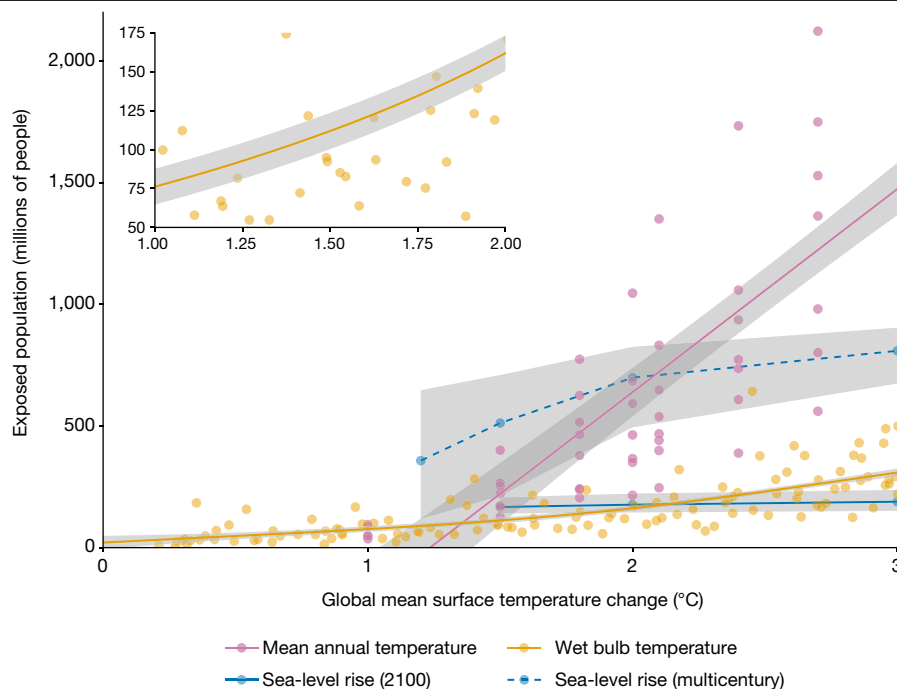 175
150
125
100
75
50
1.00 1.25 1.50 1.75 2.00
2,000
1,500
1,000
500
0
Exposed population (millions of people)
0 1 2 3
Global mean surface temperature change (°C)
Mean annual temperature Wet bulb temperature
Sea-level rise (2100) Sea-level rise (multicentury)